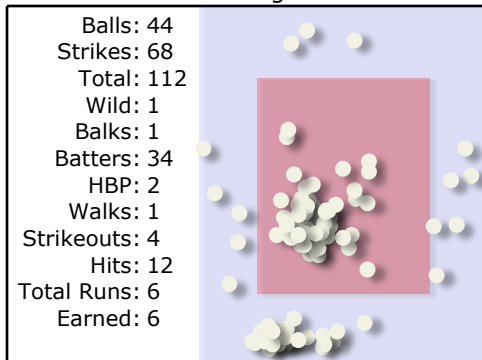 Balls: 44
Strikes: 68
Total: 112
Wild: 1
Balks: 1
Batters: 34
HBP: 2
Walks: 1
Strikeouts: 4
Hits: 12
Total Runs: 6
Earned: 6